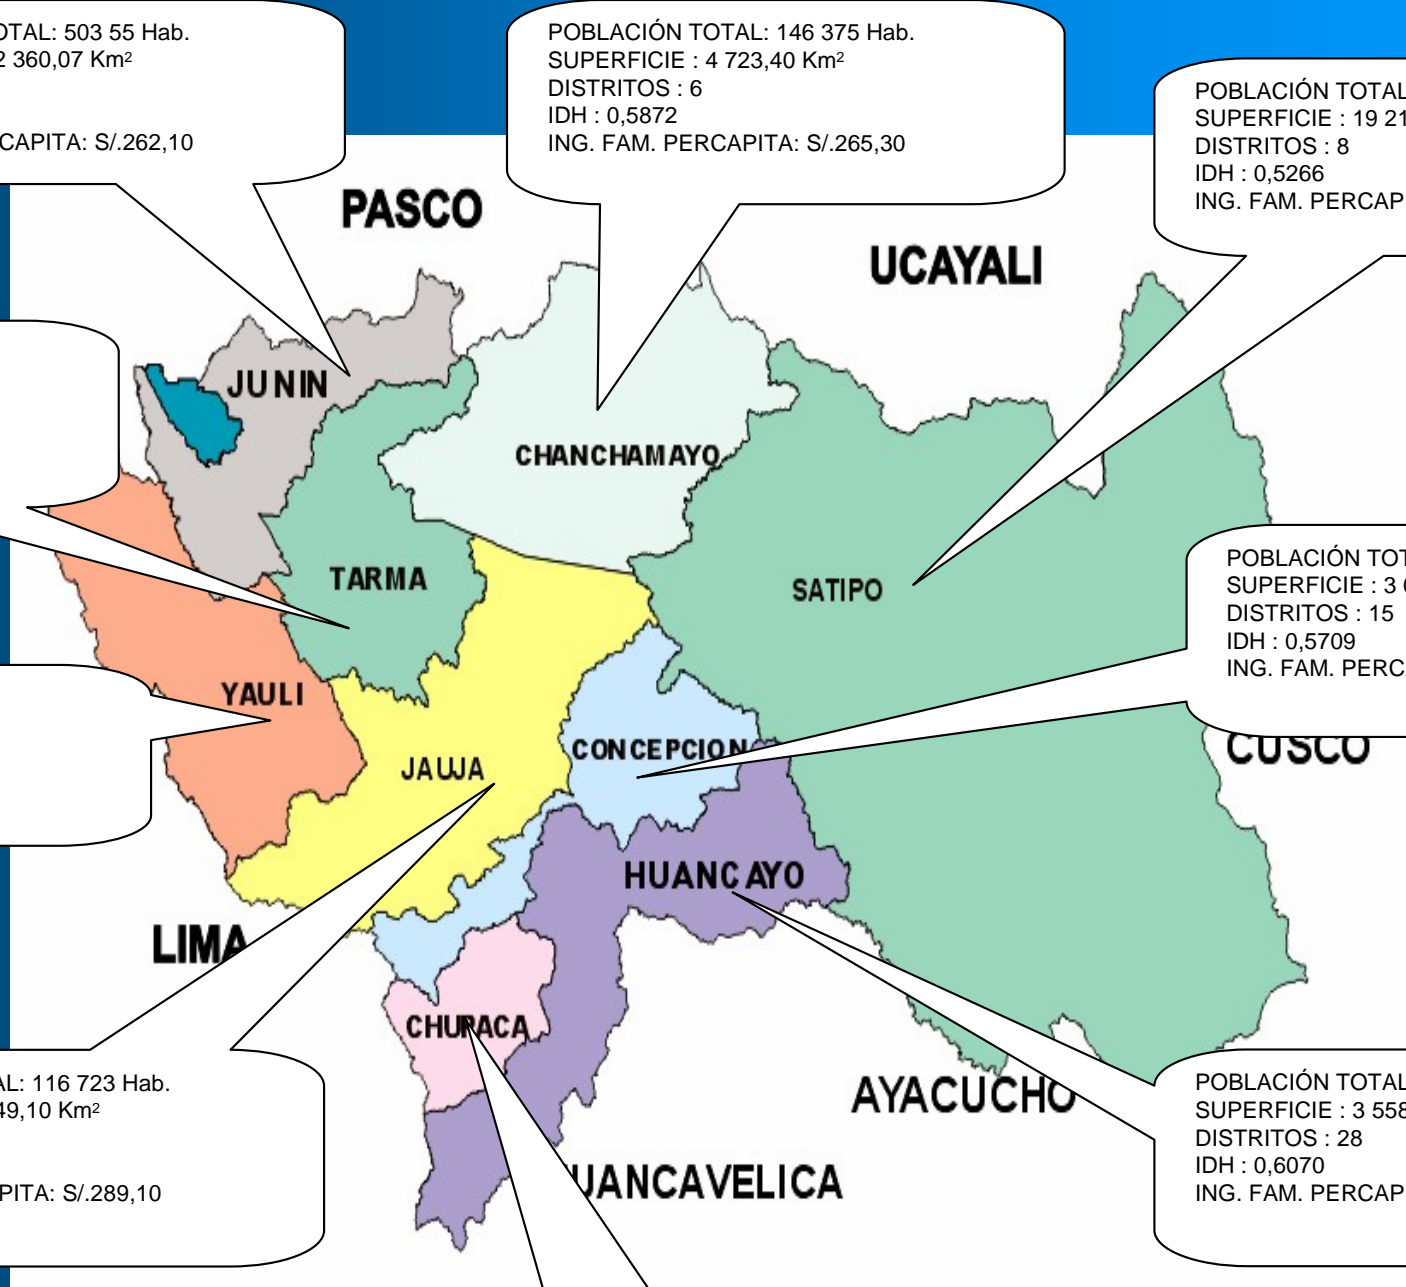 OTAL: 503 55 Hab.
2 360,07 Km²
CAPITA: S/.262,10
POBLACIÓN TOTAL: 146 375 Hab.
SUPERFICIE : 4 723,40 Km²
DISTRITOS : 6
IDH : 0,5872
ING. FAM. PERCAPITA: S/.265,30
POBLACIÓN TOTAL
SUPERFICIE : 19 21
DISTRITOS : 8
IDH : 0,5266
ING. FAM. PERCAP
PASCO
UCAYALI
JUNIN
CHANCHAMAYO
TARMA
SATIPO
POBLACIÓN TOT
SUPERFICIE : 3
DISTRITOS : 15
IDH : 0,5709
ING. FAM. PERC
YAULI
JAUJA
CONCEPCION
CUSCO
HUANCAYO
LIMA
CHUPACA
AL: 116 723 Hab.
49,10 Km²
PITA: S/.289,10
AYACUCHO
UANCAVELICA
POBLACIÓN TOTAL
SUPERFICIE : 3 558
DISTRITOS : 28
IDH : 0,6070
ING. FAM. PERCAP